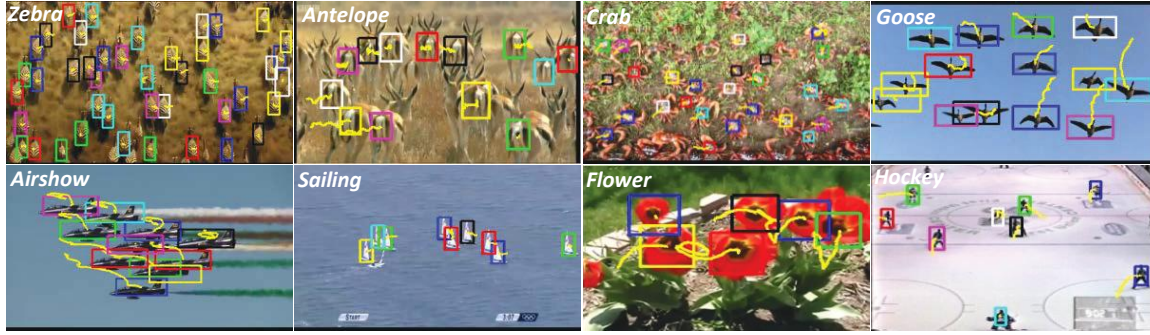 Zebra
Antelope
Crab
Goose
Airshow
Sailing
Flower
Hockey
START